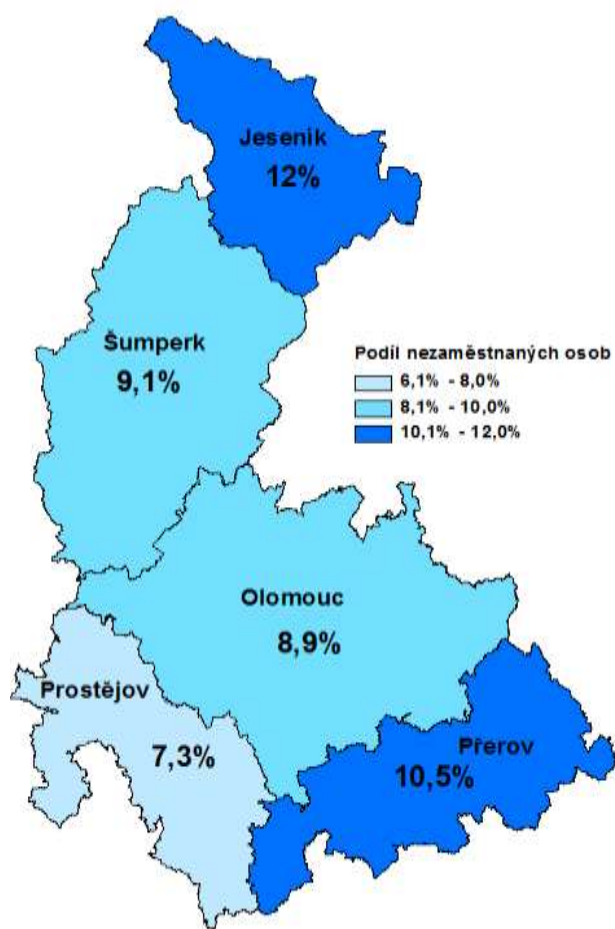 Jesenik
12%
Šumperk
9,1%
Podíl nezaměstnaných osob
6,1% - 8,0%
8,1% - 10,0%
10,1% - 12,0%
Olomouc
8,9%
Prostějov
7,3%
Přerov
10,5%